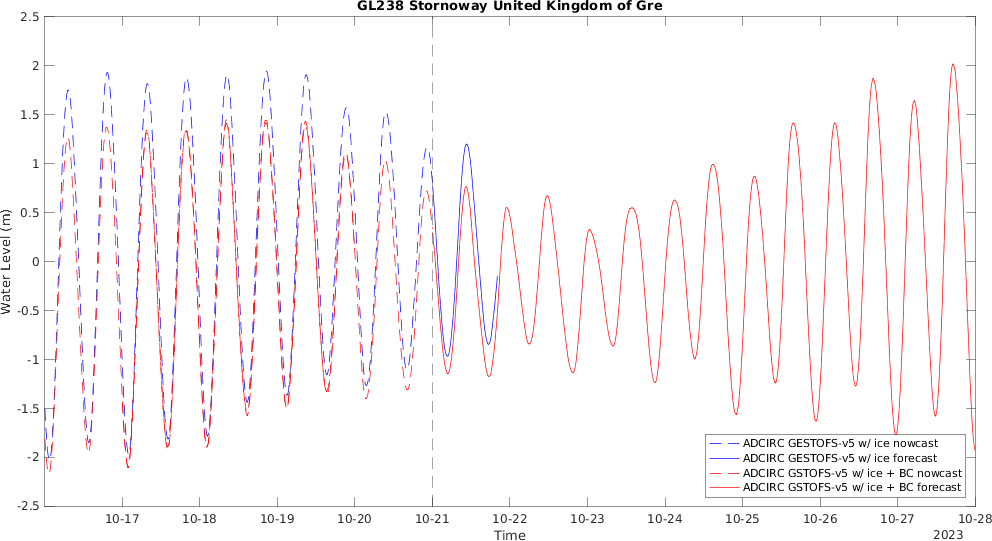 GL238 Stornoway United Kingdom of Gre
2.5
2
1.5
1
0.5
0
-0.5
-1
-1.5
-2
-2.5
Water Level (m)
ADCIRC GESTOFS-v5 w/ ice nowcast
ADCIRC GESTOFS-v5 w/ ice forecast
ADCIRC GSTOFS-v5 w/ ice + BC nowcast
ADCIRC GSTOFS-v5 w/ ice + BC forecast
10-17 10-18 10-19 10-20 10-21 10-22 10-23 10-24 10-25 10-26 10-27 10-28
Time 2023